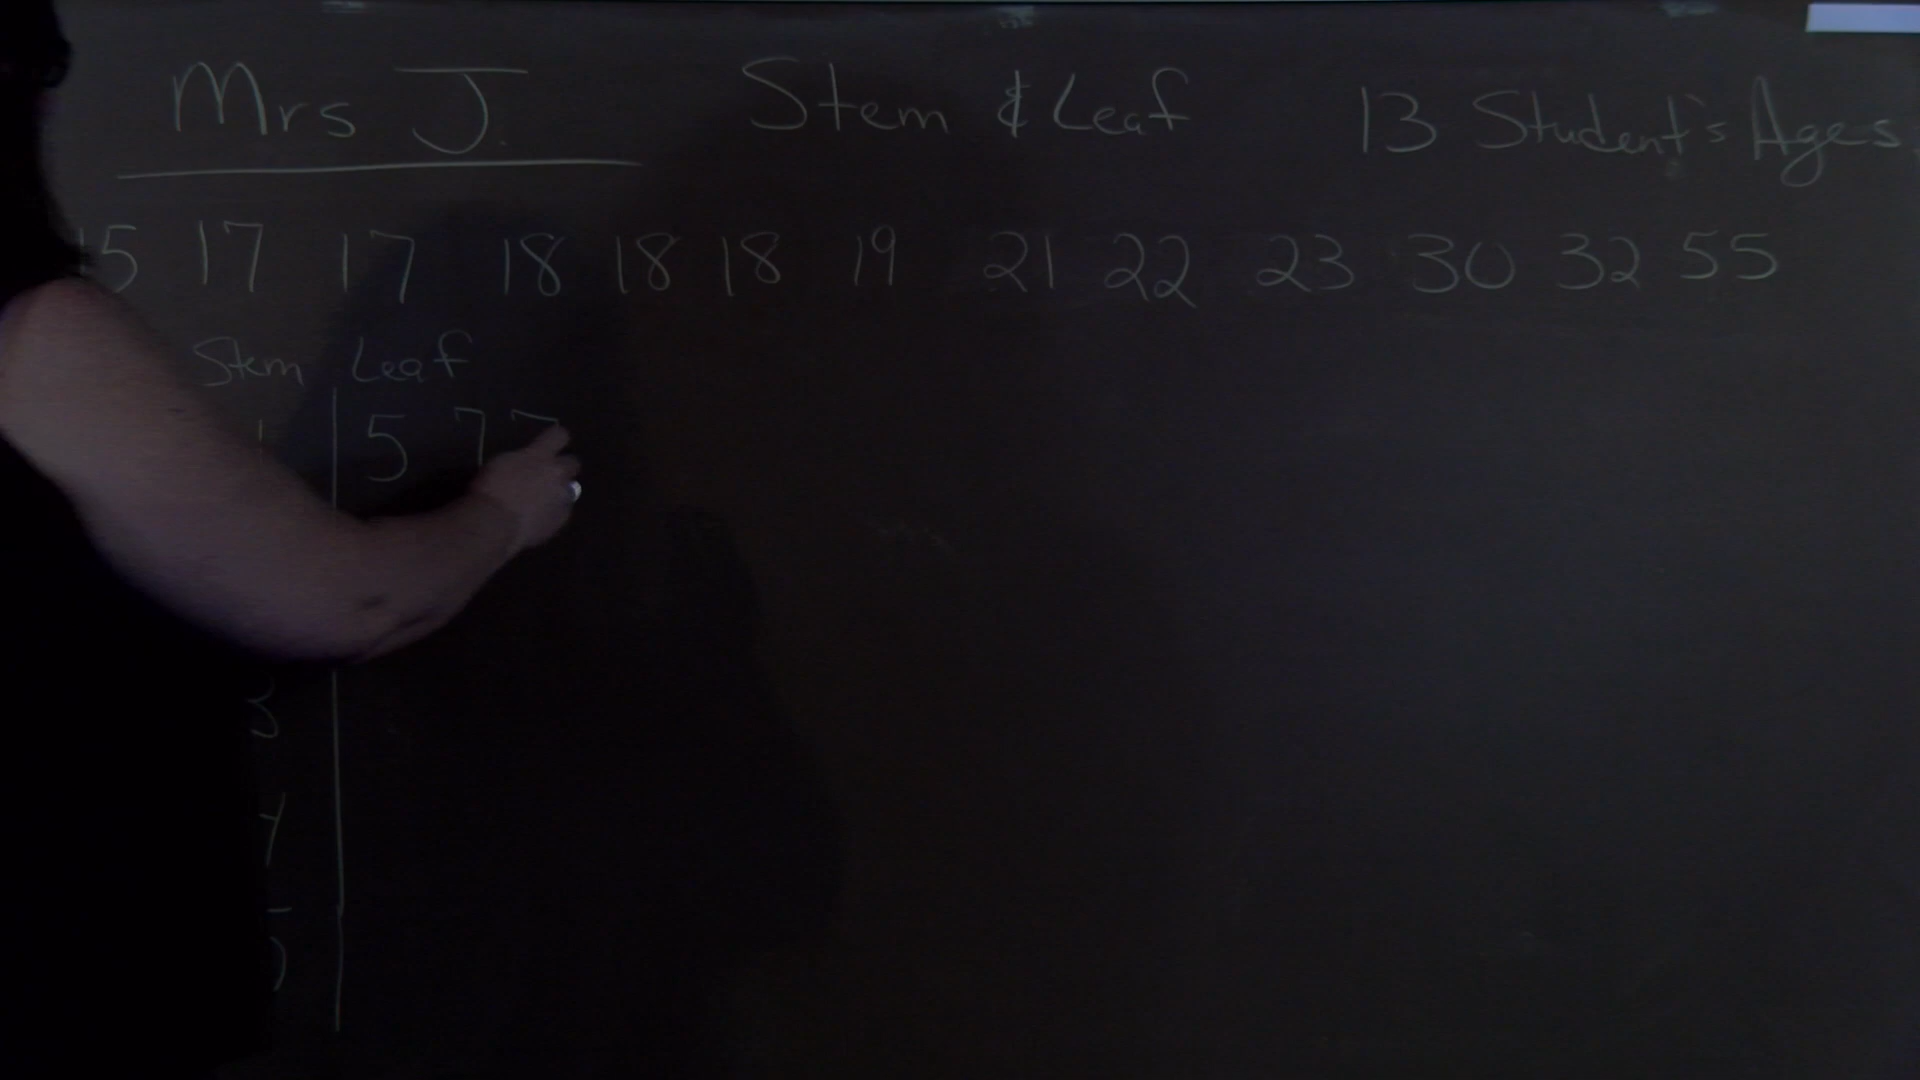 Mrs J. Stem & Leaf 13 Student's Ages
15 17 17 18 18 18 19 21 22 23 30 32 55
Stem Leaf
1 5 7 7
3
4
5